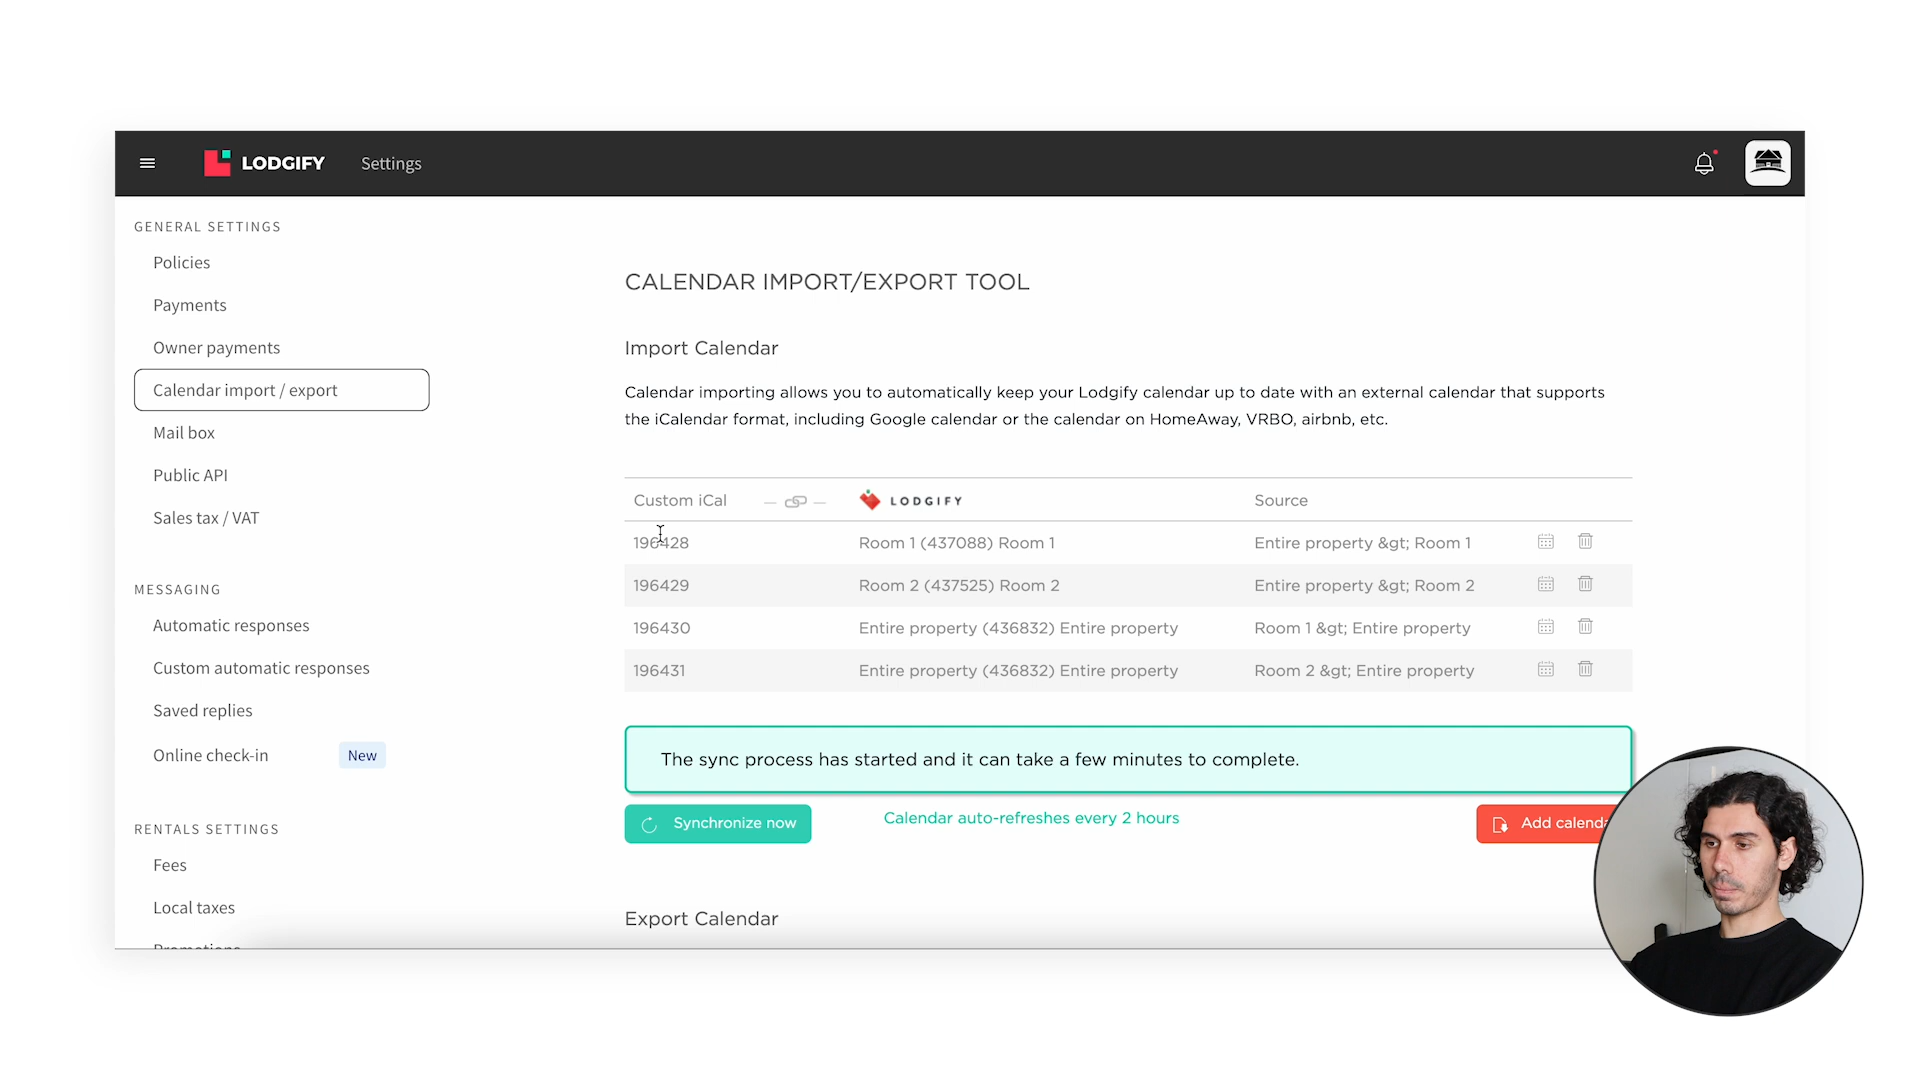 LODGIFY Settings
GENERAL SETTINGS
Policies
Payments
Owner payments
Calendar import / export
Mail box
Public API
Sales tax / VAT
MESSAGING
Automatic responses
Custom automatic responses
Saved replies
Online check-in New
RENTALS SETTINGS
Fees
Local taxes
Promotions
CALENDAR IMPORT/EXPORT TOOL
Import Calendar
Calendar importing allows you to automatically keep your Lodgify calendar up to date with an external calendar that supports
the iCalendar format, including Google calendar or the calendar on HomeAway, VRBO, airbnb, etc.
Custom iCal LODGIFY Source
196428 Room 1 (437088) Room 1 Entire property &gt; Room 1
196429 Room 2 (437525) Room 2 Entire property &gt; Room 2
196430 Entire property (436832) Entire property Room 1 &gt; Entire property
196431 Entire property (436832) Entire property Room 2 &gt; Entire property
The sync process has started and it can take a few minutes to complete.
Synchronize now Calendar auto-refreshes every 2 hours Add calenda
Export Calendar